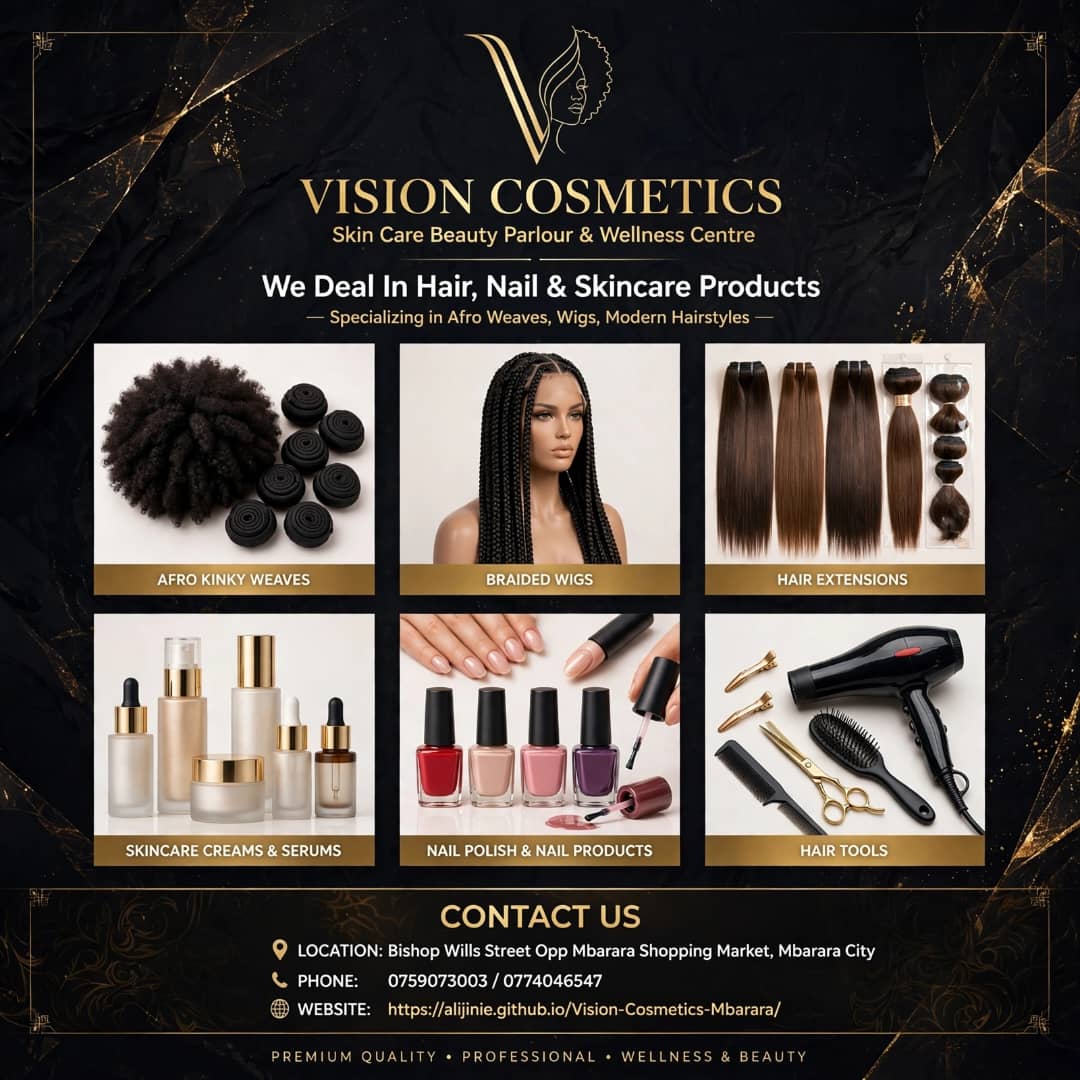 VISION COSMETICS
Skin Care Beauty Parlour & Wellness Centre
We Deal In Hair, Nail & Skincare Products
— Specializing in Afro Weaves, Wigs, Modern Hairstyles —
AFRO KINKY WEAVES
BRAIDED WIGS
HAIR EXTENSIONS
SKINCARE CREAMS & SERUMS
NAIL POLISH & NAIL PRODUCTS
HAIR TOOLS
CONTACT US
LOCATION: Bishop Wills Street Opp Mbarara Shopping Market, Mbarara City
PHONE: 0759073003 / 0774046547
WEBSITE: https://alijinie.github.io/Vision-Cosmetics-Mbarara/
PREMIUM QUALITY • PROFESSIONAL • WELLNESS & BEAUTY